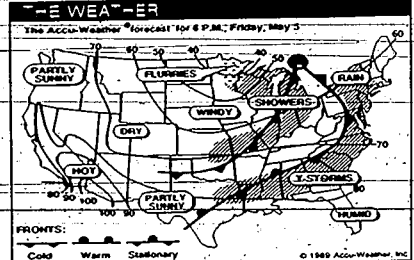 THE WEATHER
The Accu-Weather® forecast for 6 P.M., Friday, May 5
70 60 50 40 40 50 60
PARTLY SUNNY
FLURRIES
RAIN
WINDY
SHOWERS
DRY
70
HOT
T-STORMS
80 90 100 100 90
PARTLY SUNNY
80
HUMID
FRONTS:
Cold Warm Stationary
© 1989 Accu-Weather, Inc